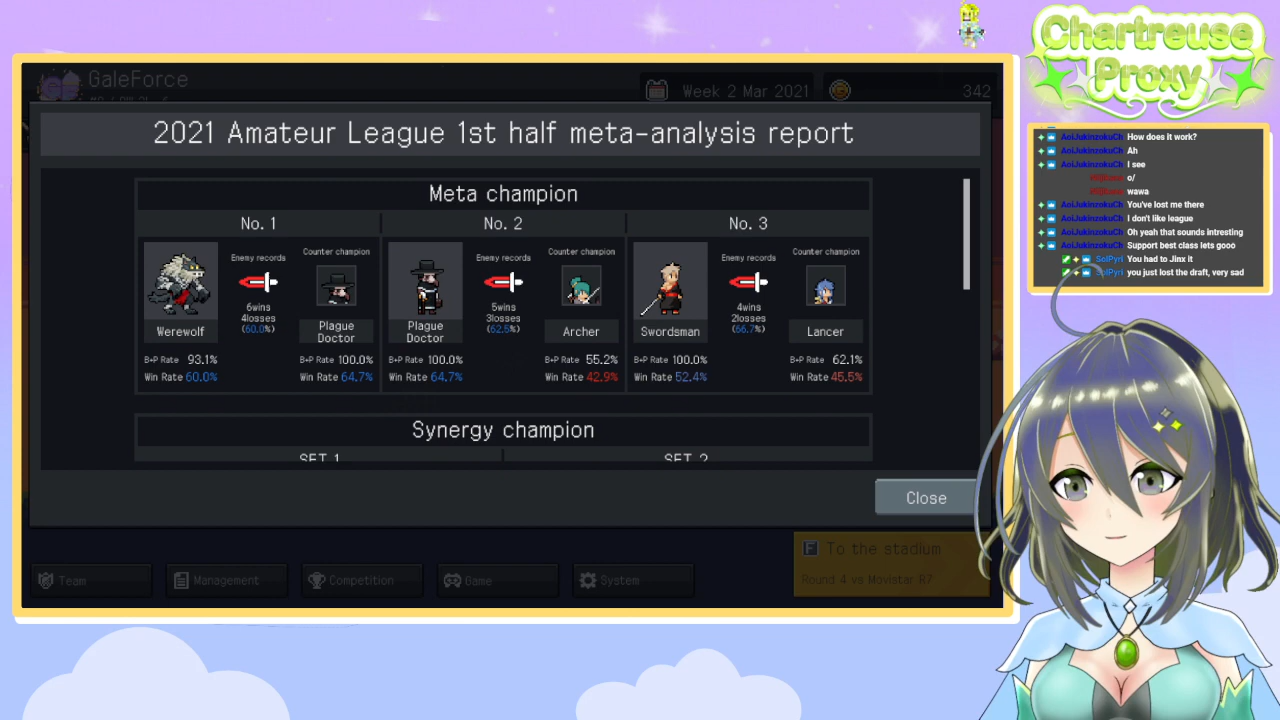 Chartreuse
Proxy
GaleForce
Week 2 Mar 2021
342
2021 Amateur League 1st half meta-analysis report
Meta champion
No. 1
No. 2
No. 3
Enemy records
Counter champion
Enemy records
Counter champion
Enemy records
Counter champion
6wins
4losses
(60.0%)
5wins
3losses
(62.5%)
4wins
2losses
(66.7%)
Werewolf
Plague
Doctor
Plague
Doctor
Archer
Swordsman
Lancer
B+P Rate 93.1%
B+P Rate 100.0%
B+P Rate 100.0%
B+P Rate 55.2%
B+P Rate 100.0%
B+P Rate 62.1%
Win Rate 60.0%
Win Rate 64.7%
Win Rate 64.7%
Win Rate 42.9%
Win Rate 52.4%
Win Rate 45.5%
Synergy champion
SET 1
SET 2
Close
F To the stadium
Round 4 vs Movistar R7
Team
Management
Competition
Game
System
AoiJukinzokuCh How does it work?
AoiJukinzokuCh Ah
AoiJukinzokuCh I see
o/
wawa
AoiJukinzokuCh You've lost me there
AoiJukinzokuCh I don't like league
AoiJukinzokuCh Oh yeah that sounds intresting
AoiJukinzokuCh Support best class lets gooo
SolPyri You had to Jinx it
SolPyri you just lost the draft, very sad